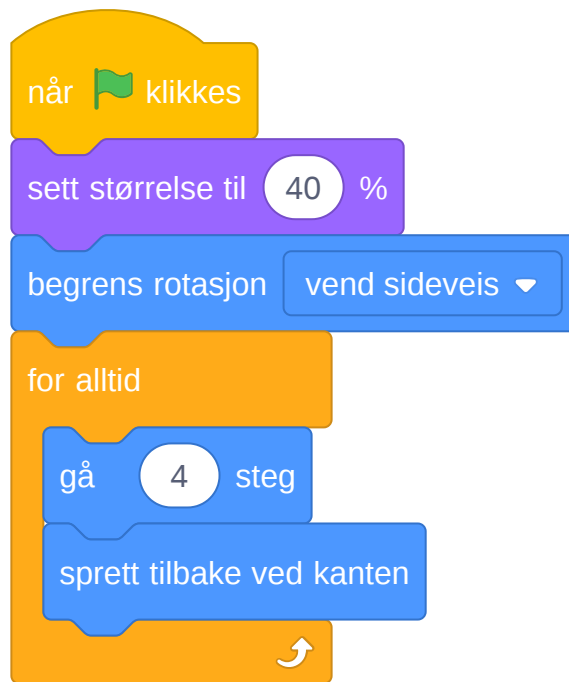 når klikkes
sett størrelse til 40 %
begrens rotasjon vend sideveis
for alltid
gå 4 steg
sprett tilbake ved kanten